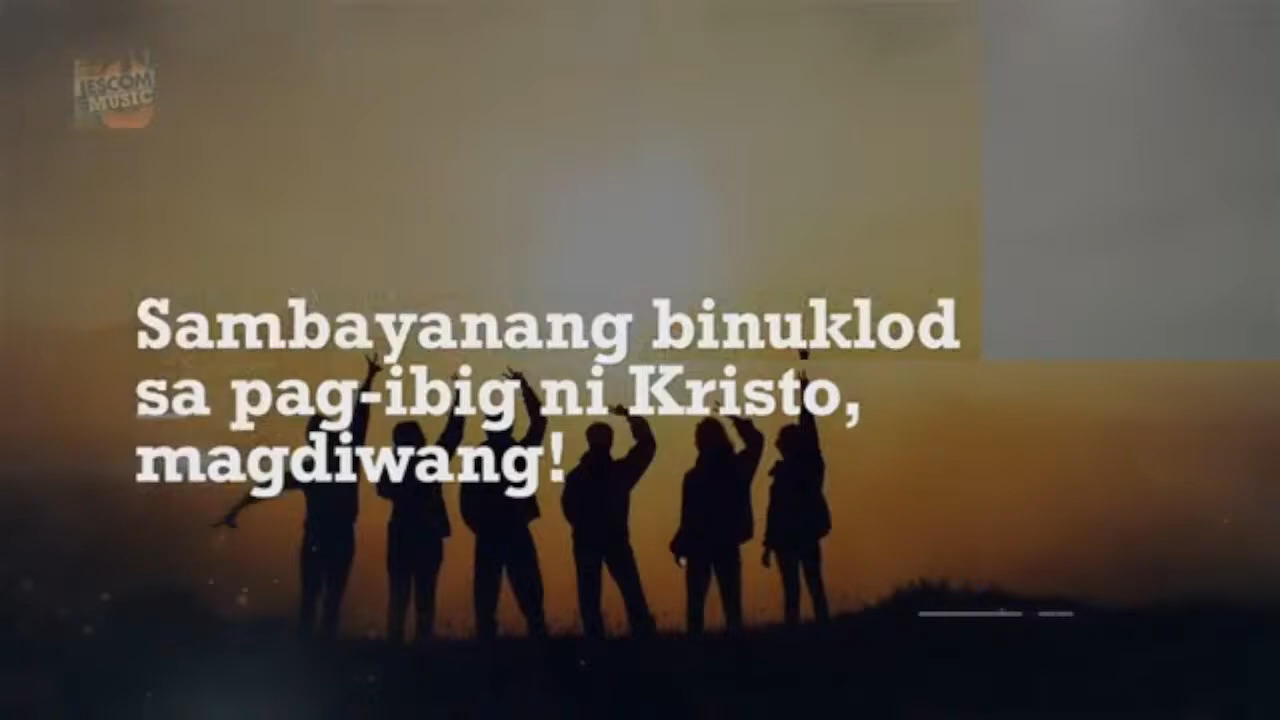 JESCOM
MUSIC
Sambayanang binuklod
sa pag-ibig ni Kristo,
magdiwang!